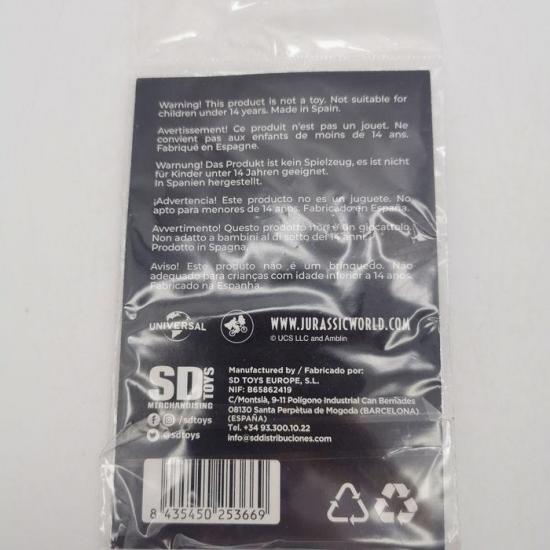 Warning! This product is not a toy. Not suitable for
children under 14 years. Made in Spain.
Avertissement! Ce produit n'est pas un jouet. Ne
convient pas aux enfants de moins de 14 ans.
Fabriqué en Espagne.
Warnung! Das Produkt ist kein Spielzeug, es ist nicht
für Kinder unter 14 Jahren geeignet.
In Spanien hergestellt.
¡Advertencia! Este producto no es un juguete. No
apto para menores de 14 años. Fabricado en España.
Avvertimento! Questo prodotto non è un giocattolo.
Non adatto a bambini al di sotto dei 14 anni.
Prodotto in Spagna.
Aviso! Este produto não é um brinquedo. Não
adequado para crianças com idade inferior a 14 anos.
Fabricado na Espanha.
UNIVERSAL
WWW.JURASSICWORLD.COM
© UCS LLC and Amblin
SD TOYS
MERCHANDISING
/sdtoys
@sdtoys
Manufactured by / Fabricado por:
SD TOYS EUROPE, S.L.
NIF: B65862419
C/Montsià, 9-11 Polígono Industrial Can Bernades
08130 Santa Perpètua de Mogoda (BARCELONA)
(ESPAÑA)
Tel. +34 93.300.10.22
info@sddistribuciones.com
8 435450 253669